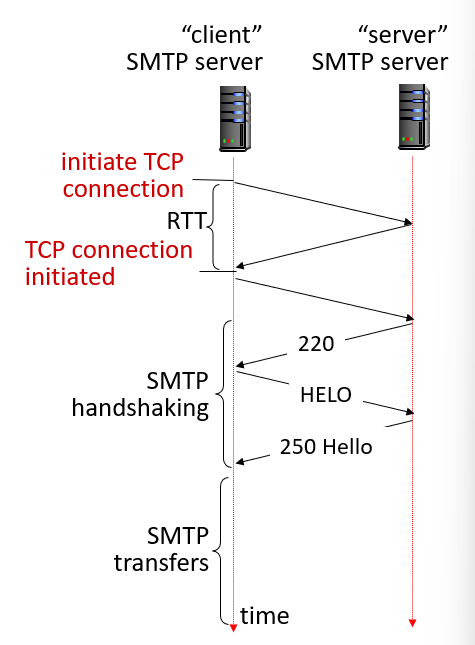 “client”
SMTP server
“server”
SMTP server
initiate TCP
connection
RTT
TCP connection
initiated
220
SMTP
handshaking
HELO
250 Hello
SMTP
transfers
time